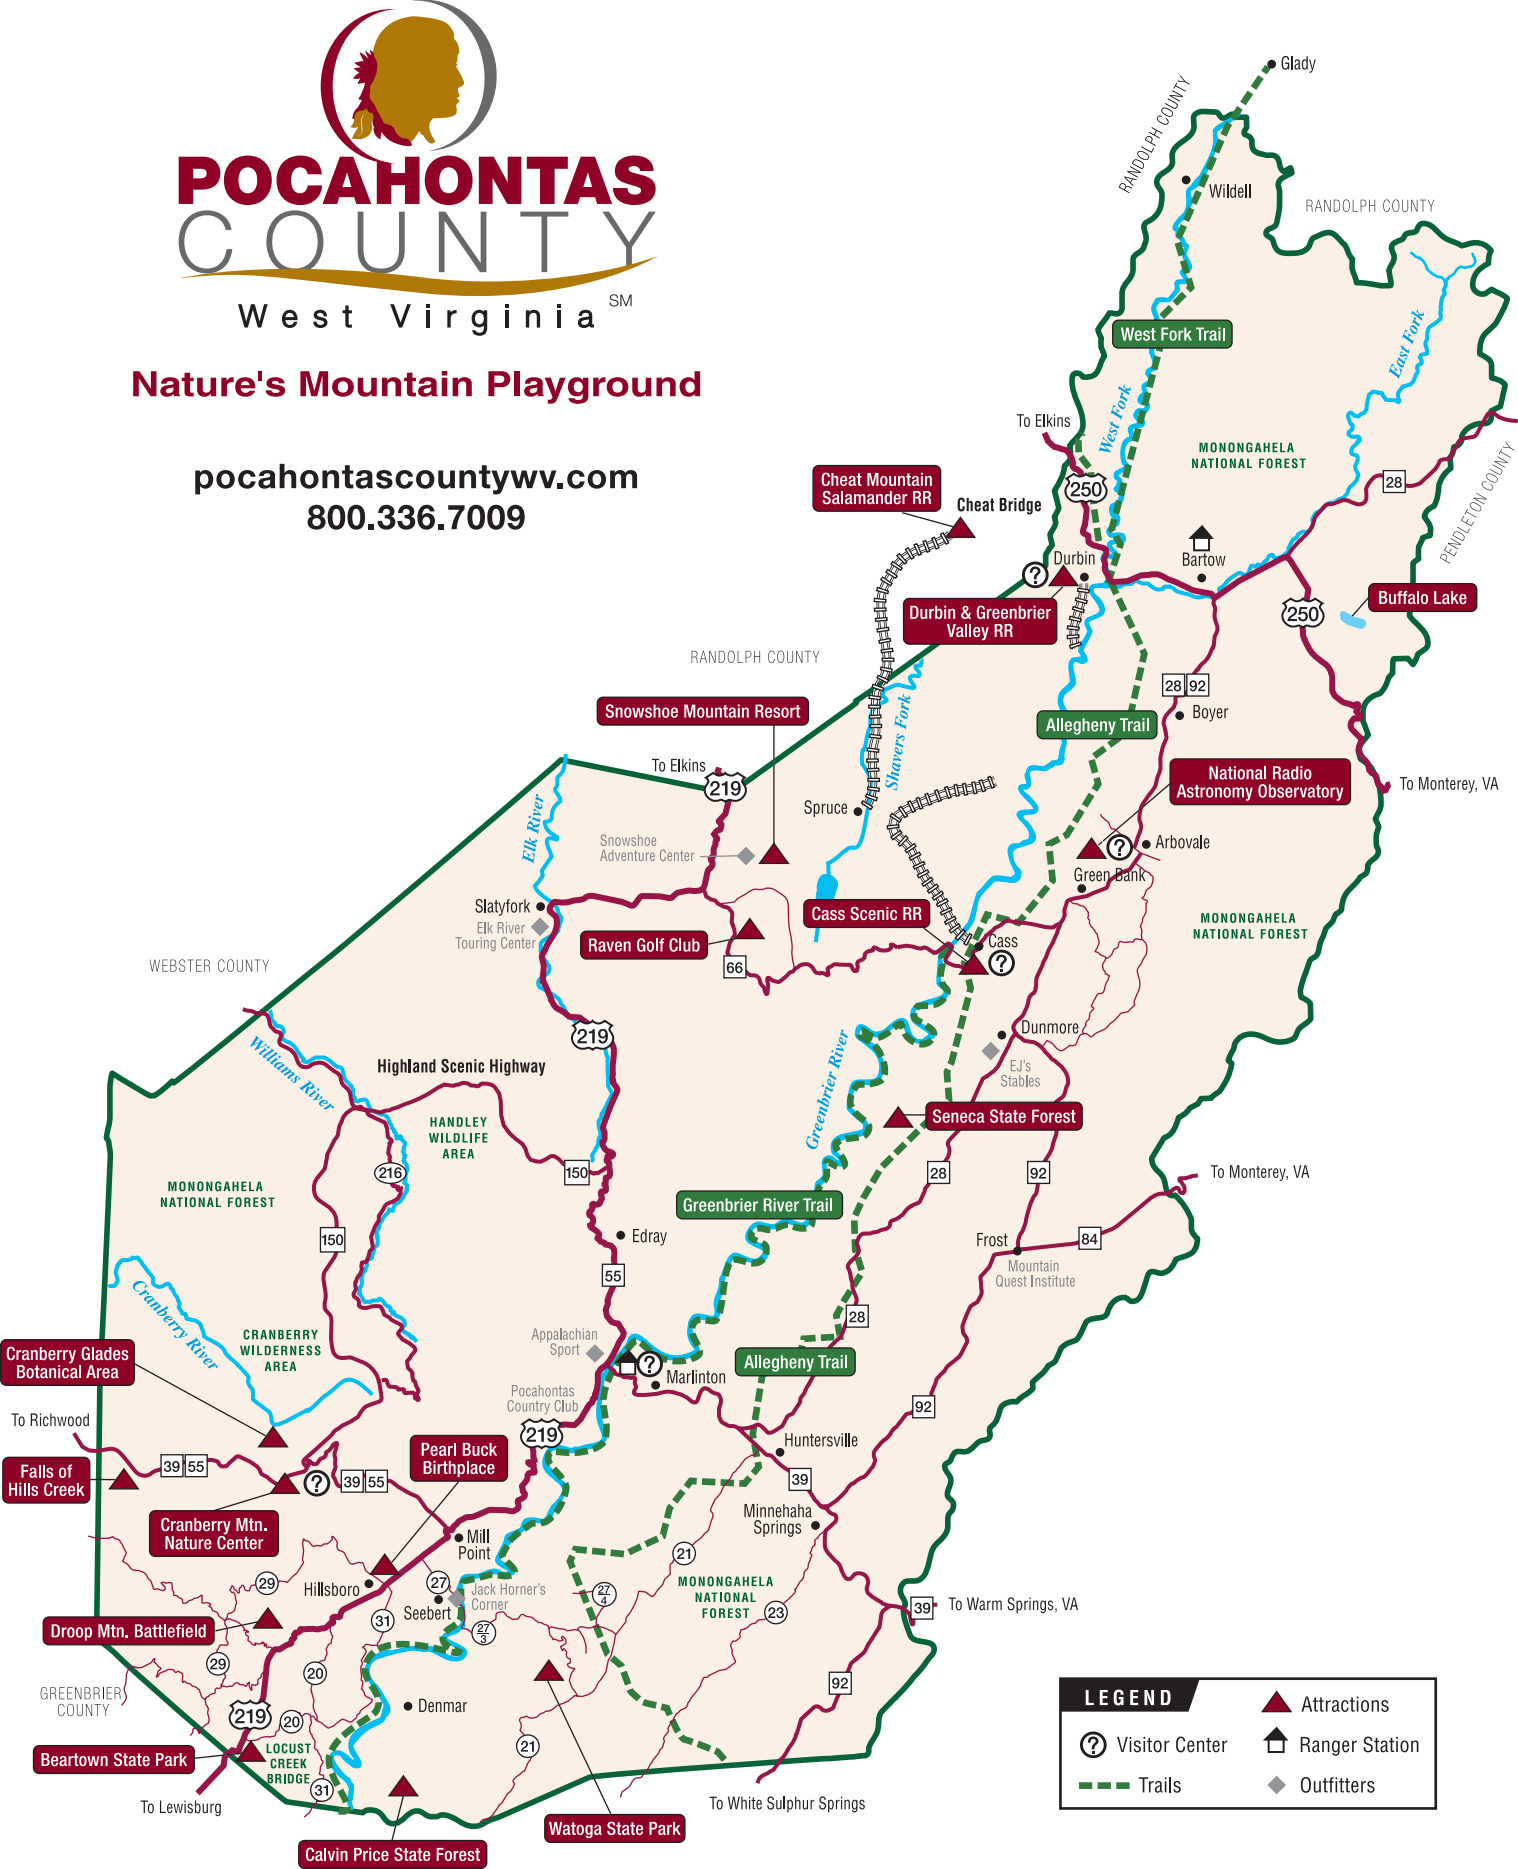 POCAHONTAS
COUNTY
West Virginia SM
Nature's Mountain Playground
pocahontascountywv.com
800.336.7009
Glady
RANDOLPH COUNTY
Wildell
RANDOLPH COUNTY
West Fork Trail
East Fork
West Fork
To Elkins
MONONGAHELA
NATIONAL FOREST
28
PENDLETON COUNTY
250
Cheat Mountain
Salamander RR
Cheat Bridge
Durbin
?
Bartow
Durbin & Greenbrier
Valley RR
250
Buffalo Lake
RANDOLPH COUNTY
28 92
Boyer
Snowshoe Mountain Resort
Shavers Fork
Allegheny Trail
To Elkins
219
National Radio
Astronomy Observatory
To Monterey, VA
Spruce
Elk River
Snowshoe
Adventure Center
?
Arbovale
Green Bank
Slatyfork
Elk River
Touring Center
Raven Golf Club
Cass Scenic RR
MONONGAHELA
NATIONAL FOREST
Cass
?
66
WEBSTER COUNTY
219
Dunmore
EJ's
Stables
Williams River
Highland Scenic Highway
Greenbrier River
HANDLEY
WILDLIFE
AREA
Seneca State Forest
216
150
28
92
To Monterey, VA
MONONGAHELA
NATIONAL FOREST
Greenbrier River Trail
150
Edray
Frost
84
Mountain
Quest Institute
55
Cranberry River
28
CRANBERRY
WILDERNESS
AREA
Cranberry Glades
Botanical Area
Appalachian
Sport
?
Marlinton
Allegheny Trail
Pocahontas
Country Club
92
To Richwood
219
Huntersville
39 55
Falls of
Hills Creek
?
39 55
Pearl Buck
Birthplace
39
Minnehaha
Springs
Cranberry Mtn.
Nature Center
Mill
Point
21
29
Hillsboro
27
Seebert
Jack Horner's
Corner
27
4
MONONGAHELA
NATIONAL
FOREST
23
39
To Warm Springs, VA
Droop Mtn. Battlefield
31
27
3
29
20
92
GREENBRIER
COUNTY
219
20
Denmar
21
Beartown State Park
LOCUST
CREEK
BRIDGE
31
To Lewisburg
To White Sulphur Springs
Watoga State Park
Calvin Price State Forest
LEGEND
Attractions
? Visitor Center
Ranger Station
Trails
Outfitters